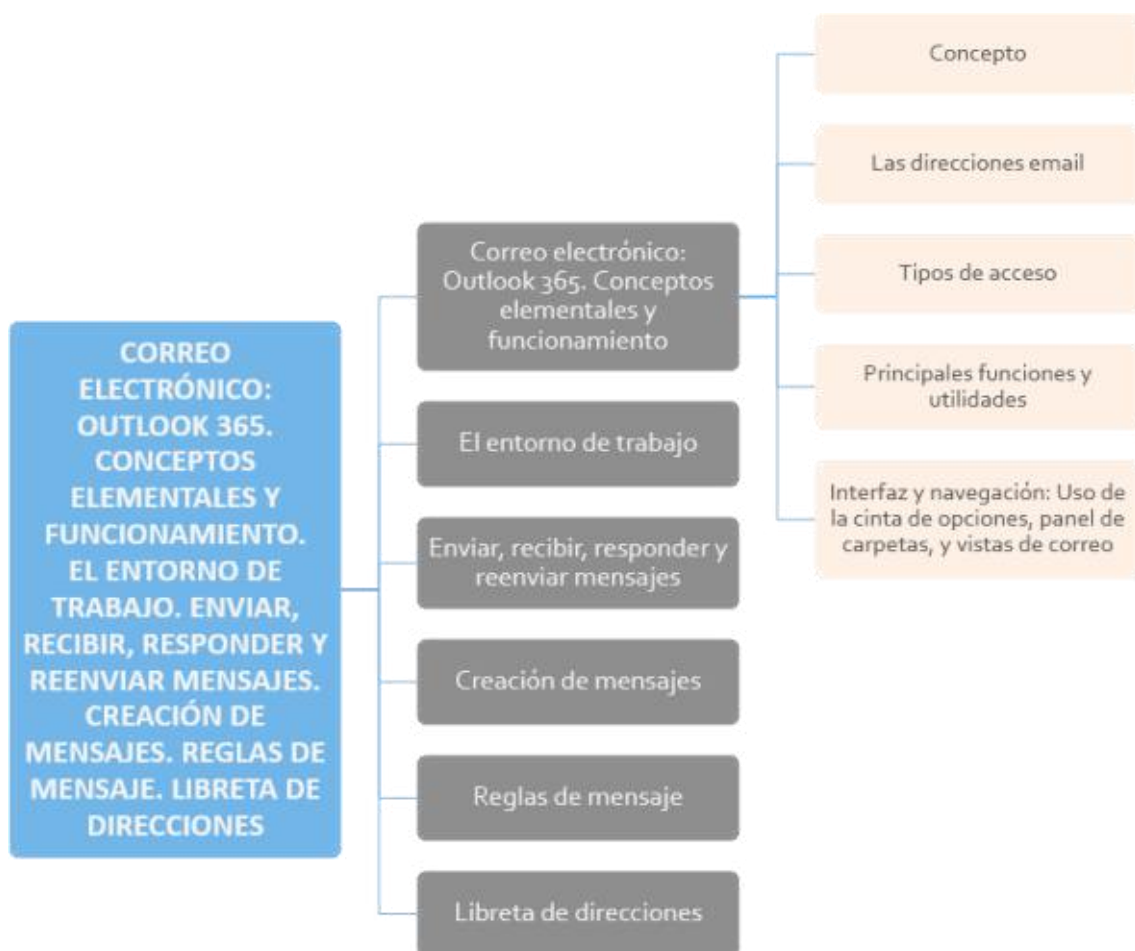 CORREO
ELECTRÓNICO:
OUTLOOK 365.
CONCEPTOS
ELEMENTALES Y
FUNCIONAMIENTO.
EL ENTORNO DE
TRABAJO. ENVIAR,
RECIBIR, RESPONDER Y
REENVIAR MENSAJES.
CREACIÓN DE
MENSAJES. REGLAS DE
MENSAJE. LIBRETA DE
DIRECCIONES
Correo electrónico:
Outlook 365. Conceptos
elementales y
funcionamiento
Concepto
Las direcciones email
Tipos de acceso
Principales funciones y
utilidades
Interfaz y navegación: Uso de
la cinta de opciones, panel de
carpetas, y vistas de correo
El entorno de trabajo
Enviar, recibir, responder y
reenviar mensajes
Creación de mensajes
Reglas de mensaje
Libreta de direcciones